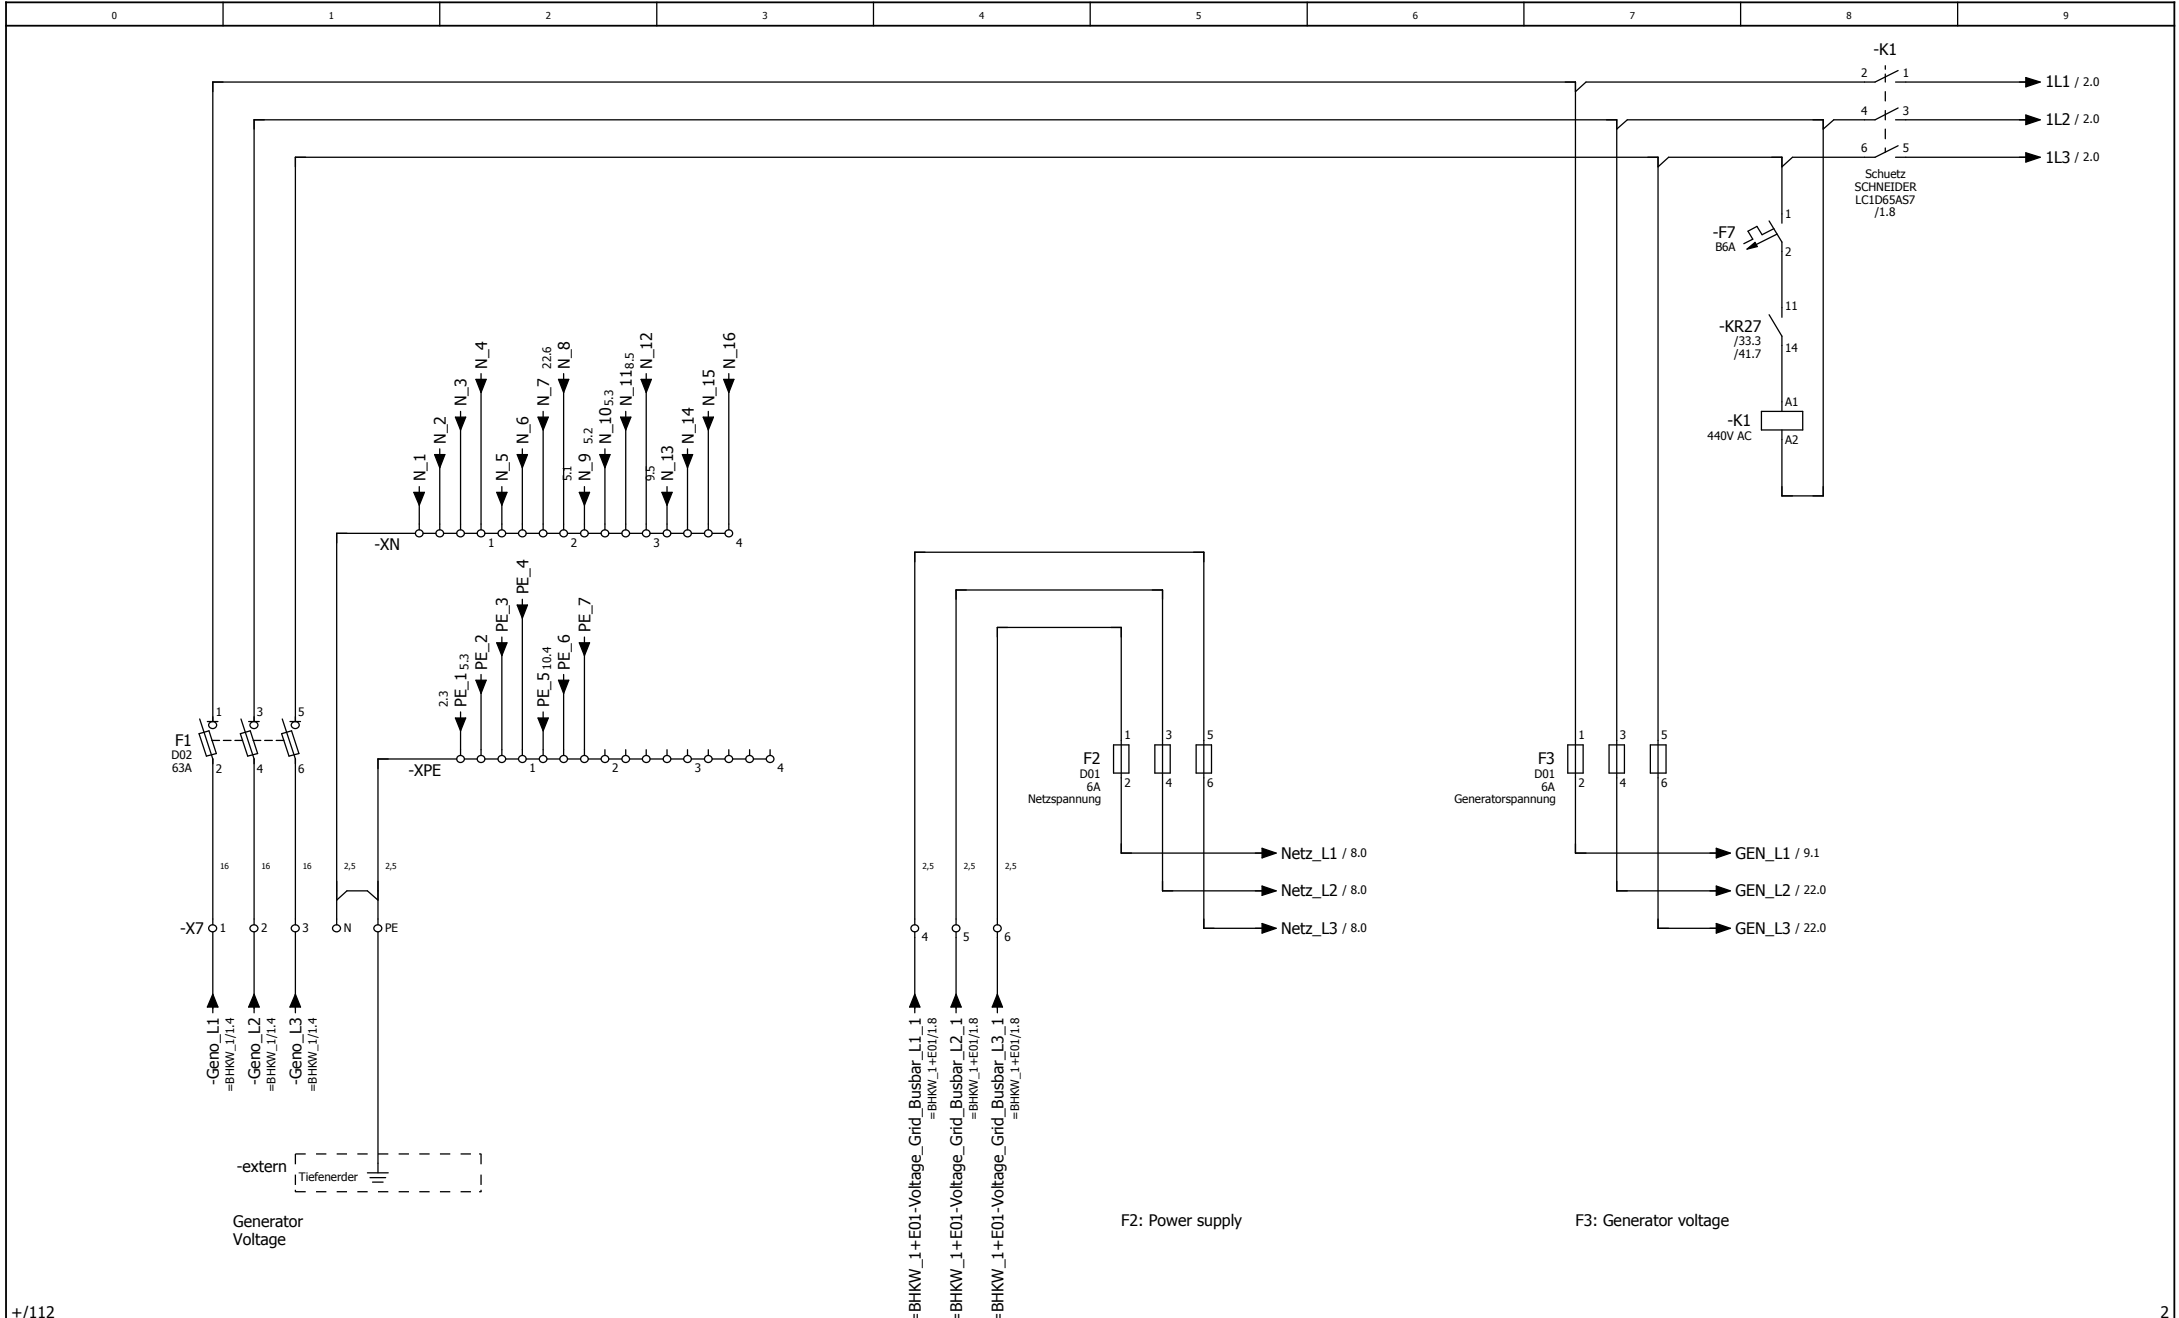 0 1 2 3 4 5 6 7 8 9
-K1
2 1
1L1 / 2.0
4 3
1L2 / 2.0
6 5
1L3 / 2.0
Schuetz
SCHNEIDER
LC1D65AS7
/1.8
-F7
B6A
1
2
-KR27
/33.3
/41.7
11
14
-K1
440V AC
A1
A2
N_1
N_2
N_3
N_4
N_5
N_6
N_7
22.6
N_8
5.1
N_9
5.2
N_10
5.3
N_11
8.5
N_12
9.5
N_13
N_14
N_15
N_16
-XN
1 2 3 4
2.3
PE_1
5.3
PE_2
PE_3
PE_4
PE_5
10.4
PE_6
PE_7
-XPE
1 2 3 4
F1
D02
63A
1 3 5
2 4 6
F2
D01
6A
Netzspannung
1 3 5
2 4 6
F3
D01
6A
Generatorspannung
1 3 5
2 4 6
16 16 16 2,5 2,5
2,5 2,5 2,5
Netz_L1 / 8.0
Netz_L2 / 8.0
Netz_L3 / 8.0
GEN_L1 / 9.1
GEN_L2 / 22.0
GEN_L3 / 22.0
-X7 1 2 3 N PE
4 5 6
-Geno_L1
=BHKW_1/1.4
-Geno_L2
=BHKW_1/1.4
-Geno_L3
=BHKW_1/1.4
=BHKW_1+E01-Voltage_Grid_Busbar_L1_1
=BHKW_1+E01/1.8
=BHKW_1+E01-Voltage_Grid_Busbar_L2_1
=BHKW_1+E01/1.8
=BHKW_1+E01-Voltage_Grid_Busbar_L3_1
=BHKW_1+E01/1.8
-extern
Tiefenerder
Generator
Voltage
F2: Power supply
F3: Generator voltage
+/112
2